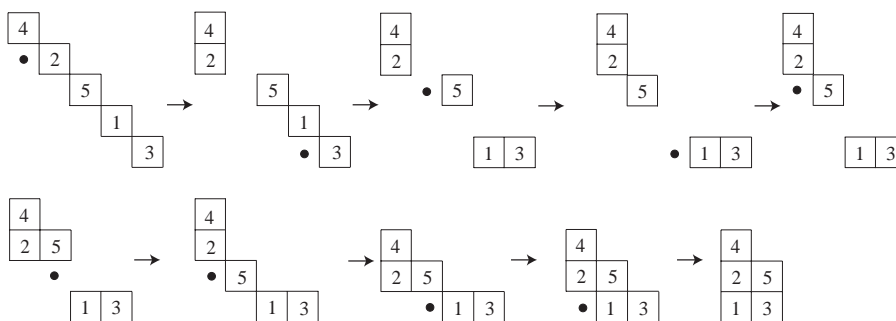 4 4 4 4 4
2 2 2 2 2
5 5 5 5 5
1 1
3 3 1 3 1 3 1 3
4 4
2 5 2 4 4 4
5 2 5 2 5 2 5
1 3 1 3 1 3 1 3 1 3